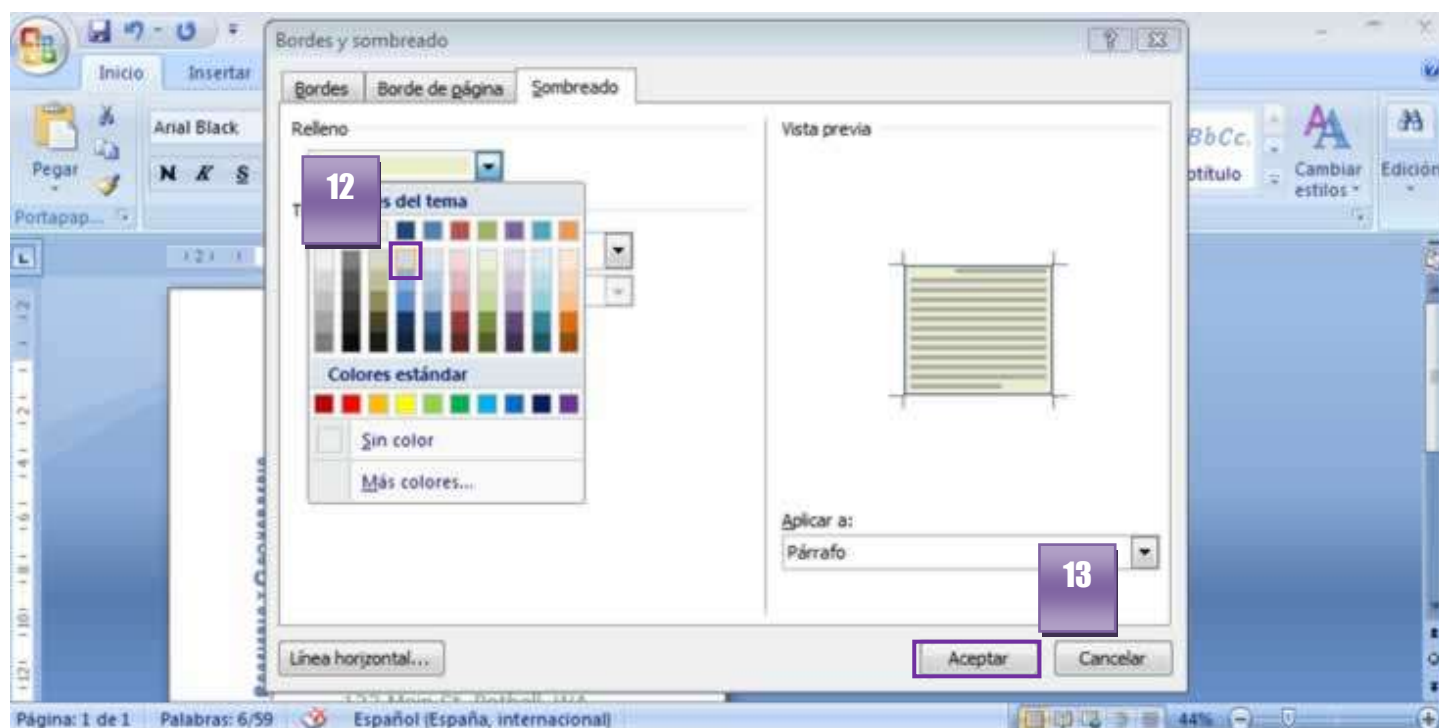 Bordes y sombreado
Inicio Insertar
Bordes Borde de página Sombreado
Arial Black
Pegar
N K S
Portapap...
Relleno
Vista previa
12
s del tema
Colores estándar
Sin color
Más colores...
BbCc.
otítulo
Cambiar estilos
Edición
Aplicar a:
Párrafo
13
Línea horizontal...
Aceptar
Cancelar
Página: 1 de 1 Palabras: 6/59 Español (España, internacional) 44%